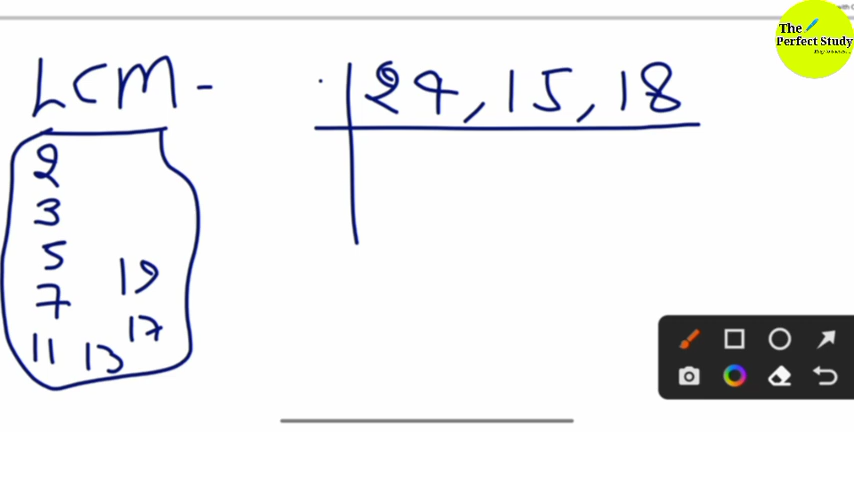 The
Perfect Study
LCM - 24, 15, 18
2
3
5
7
11 13 17 19